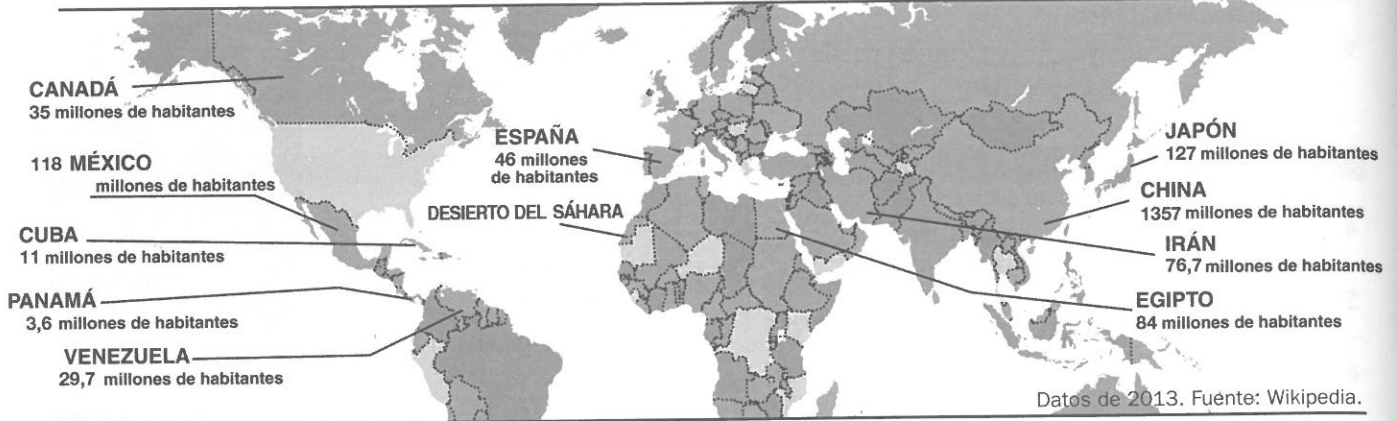 CANADÁ
35 millones de habitantes
118 MÉXICO
millones de habitantes
CUBA
11 millones de habitantes
PANAMÁ
3,6 millones de habitantes
VENEZUELA
29,7 millones de habitantes
ESPAÑA
46 millones
de habitantes
DESIERTO DEL SÁHARA
JAPÓN
127 millones de habitantes
CHINA
1357 millones de habitantes
IRÁN
76,7 millones de habitantes
EGIPTO
84 millones de habitantes
Datos de 2013. Fuente: Wikipedia.